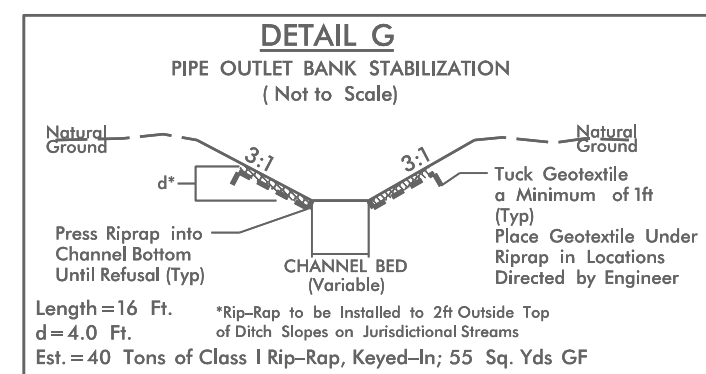 DETAIL G
PIPE OUTLET BANK STABILIZATION
( Not to Scale)
Natural
Ground
3:1
3:1
Natural
Ground
d*
Tuck Geotextile
a Minimum of 1ft
(Typ)
Place Geotextile Under
Riprap in Locations
Directed by Engineer
Press Riprap into
Channel Bottom
Until Refusal (Typ)
CHANNEL BED
(Variable)
Length=16 Ft.
d=4.0 Ft.
*Rip-Rap to be Installed to 2ft Outside Top
of Ditch Slopes on Jurisdictional Streams
Est.=40 Tons of Class I Rip-Rap, Keyed-In; 55 Sq. Yds GF